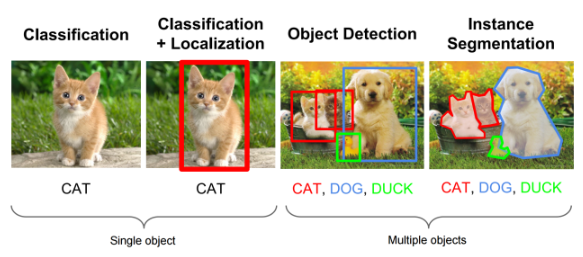 Classification
Classification
+ Localization
Object Detection
Instance
Segmentation
CAT
CAT
CAT, DOG, DUCK
CAT, DOG, DUCK
Single object
Multiple objects